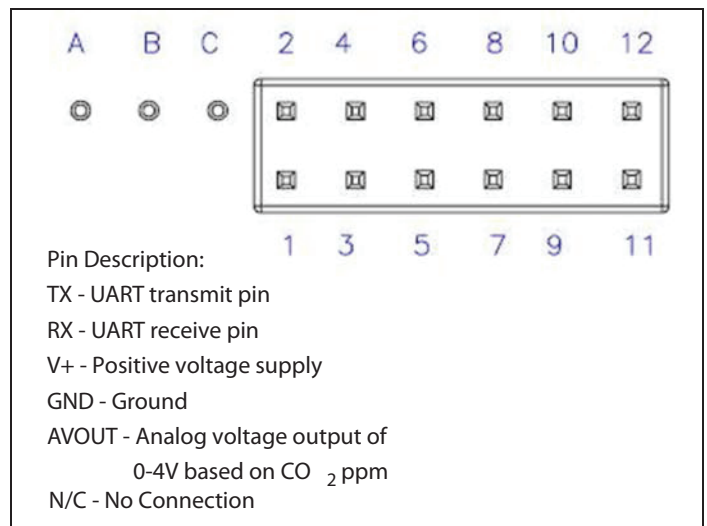 A B C 2 4 6 8 10 12
1 3 5 7 9 11
Pin Description:
TX - UART transmit pin
RX - UART receive pin
V+ - Positive voltage supply
GND - Ground
AVOUT - Analog voltage output of
0-4V based on CO 2 ppm
N/C - No Connection